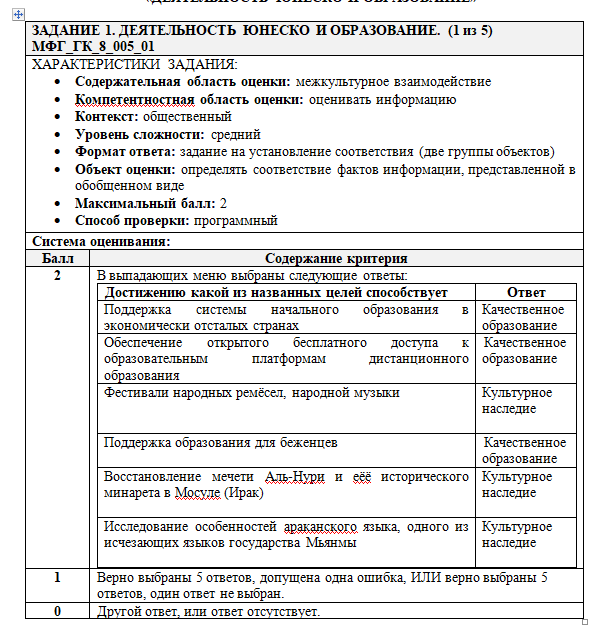 «ДЕЯТЕЛЬНОСТЬ ЮНЕСКО И ОБРАЗОВАНИЕ»
ЗАДАНИЕ 1. ДЕЯТЕЛЬНОСТЬ ЮНЕСКО И ОБРАЗОВАНИЕ. (1 из 5)
МФГ_ГК_8_005_01
ХАРАКТЕРИСТИКИ ЗАДАНИЯ:
• Содержательная область оценки: межкультурное взаимодействие
• Компетентностная область оценки: оценивать информацию
• Контекст: общественный
• Уровень сложности: средний
• Формат ответа: задание на установление соответствия (две группы объектов)
• Объект оценки: определять соответствие фактов информации, представленной в
обобщенном виде
• Максимальный балл: 2
• Способ проверки: программный
Система оценивания:
Балл Содержание критерия
2 В выпадающих меню выбраны следующие ответы:
Достижению какой из названных целей способствует Ответ
Поддержка системы начального образования в Качественное
экономически отсталых странах образование
Обеспечение открытого бесплатного доступа к Качественное
образовательным платформам дистанционного образование
образования
Фестивали народных ремёсел, народной музыки Культурное
наследие
Поддержка образования для беженцев Качественное
образование
Восстановление мечети Аль-Нури и еёё исторического Культурное
минарета в Мосуле (Ирак) наследие
Исследование особенностей араканского языка, одного из Культурное
исчезающих языков государства Мьянмы наследие
1 Верно выбраны 5 ответов, допущена одна ошибка, ИЛИ верно выбраны 5
ответов, один ответ не выбран.
0 Другой ответ, или ответ отсутствует.